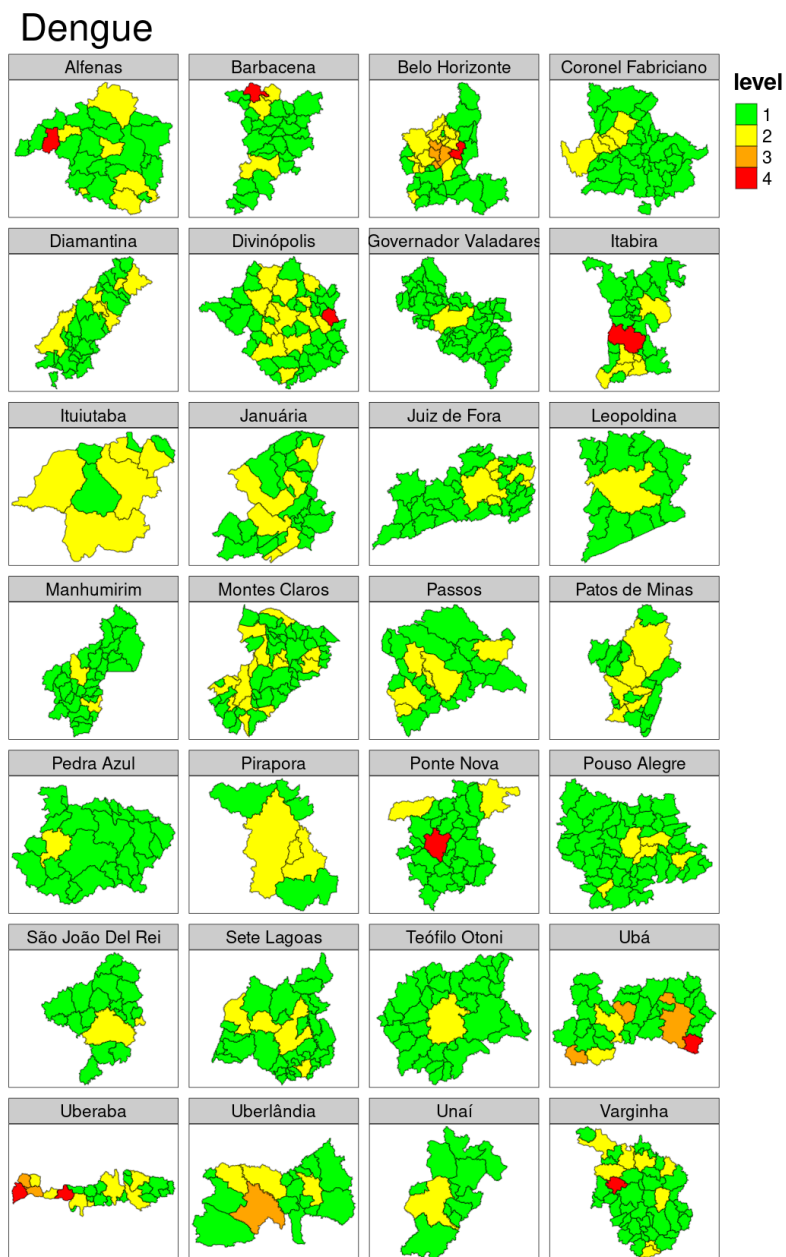 Dengue
Alfenas
Barbacena
Belo Horizonte
Coronel Fabriciano
level
1
2
3
4
Diamantina
Divinópolis
Governador Valadares
Itabira
Ituiutaba
Januária
Juiz de Fora
Leopoldina
Manhumirim
Montes Claros
Passos
Patos de Minas
Pedra Azul
Pirapora
Ponte Nova
Pouso Alegre
São João Del Rei
Sete Lagoas
Teófilo Otoni
Ubá
Uberaba
Uberlândia
Unaí
Varginha